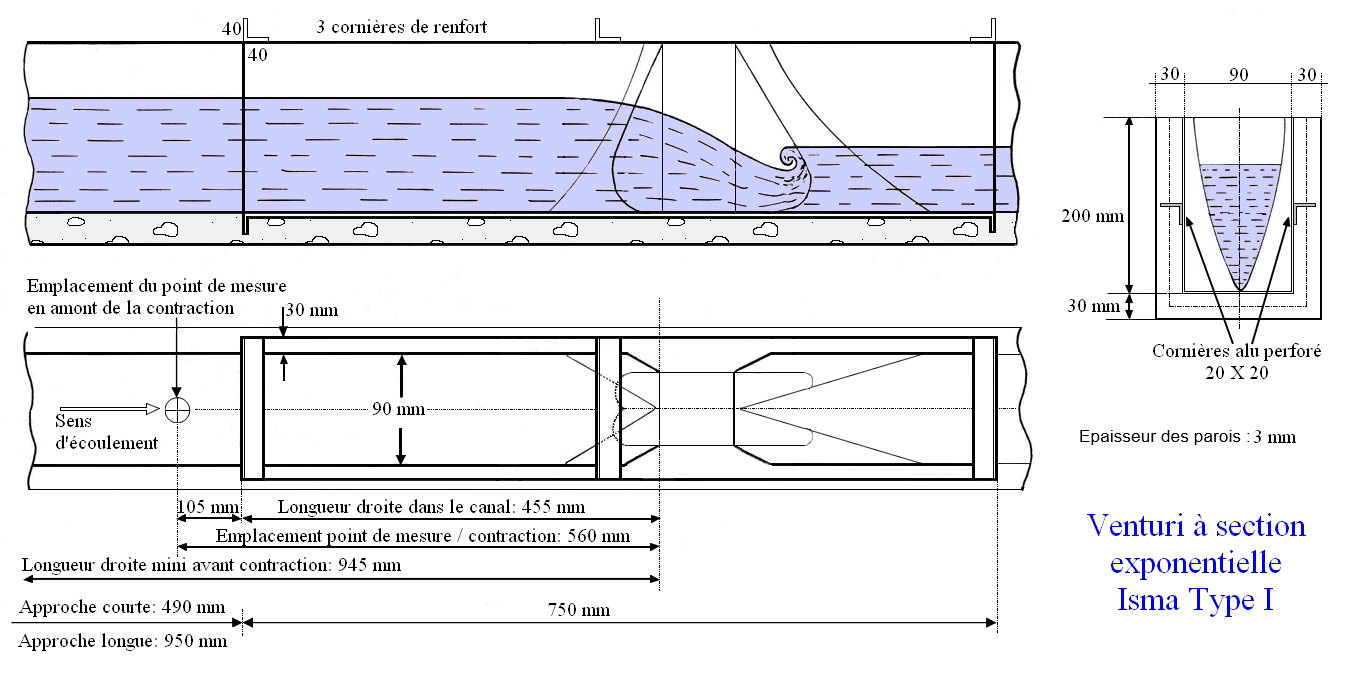 40
3 cornières de renfort
40
30
90
30
200 mm
30 mm
Cornières alu perforé
20 X 20
Epaisseur des parois : 3 mm
Emplacement du point de mesure
en amont de la contraction
30 mm
90 mm
Sens
d'écoulement
105 mm
Longueur droite dans le canal: 455 mm
Emplacement point de mesure / contraction: 560 mm
Longueur droite mini avant contraction: 945 mm
Approche courte: 490 mm
750 mm
Approche longue: 950 mm
Venturi à section
exponentielle
Isma Type I